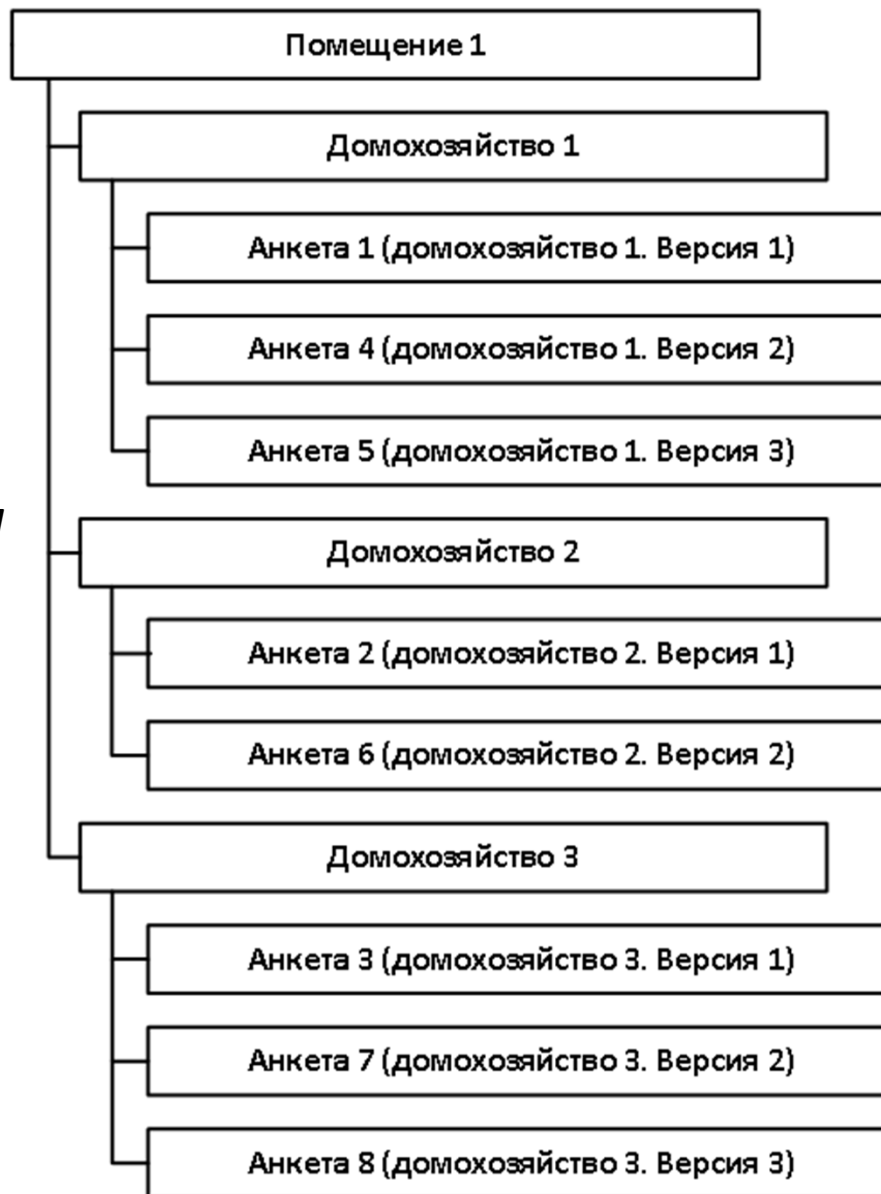 Помещение 1
Домохозяйство 1
Анкета 1 (домохозяйство 1. Версия 1)
Анкета 4 (домохозяйство 1. Версия 2)
Анкета 5 (домохозяйство 1. Версия 3)
Домохозяйство 2
Анкета 2 (домохозяйство 2. Версия 1)
Анкета 6 (домохозяйство 2. Версия 2)
Домохозяйство 3
Анкета 3 (домохозяйство 3. Версия 1)
Анкета 7 (домохозяйство 3. Версия 2)
Анкета 8 (домохозяйство 3. Версия 3)